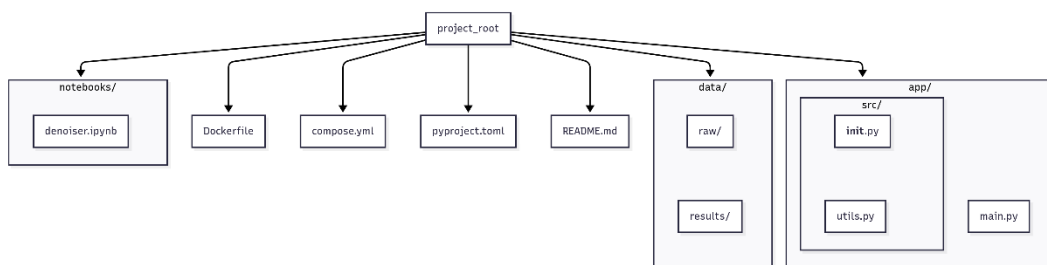 project_root
notebooks/
data/
app/
src/
denoiser.ipynb
Dockerfile
compose.yml
pyproject.toml
README.md
raw/
init.py
results/
utils.py
main.py